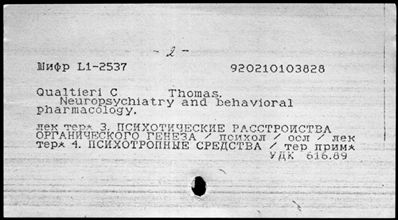 - 2 -
Шифр L1-2537 920210103828
Qualtieri C Thomas.
Neuropsychiatry and behavioral
pharmacology.
лек тер* 3. ПСИХОТИЧЕСКИЕ РАССТРОИСТВА
ОРГАНИЧЕСКОГО ГЕНЕЗА / психол / осл / лек
тер* 4. ПСИХОТРОПНЫЕ СРЕДСТВА / тер прим*
УДК 616.89